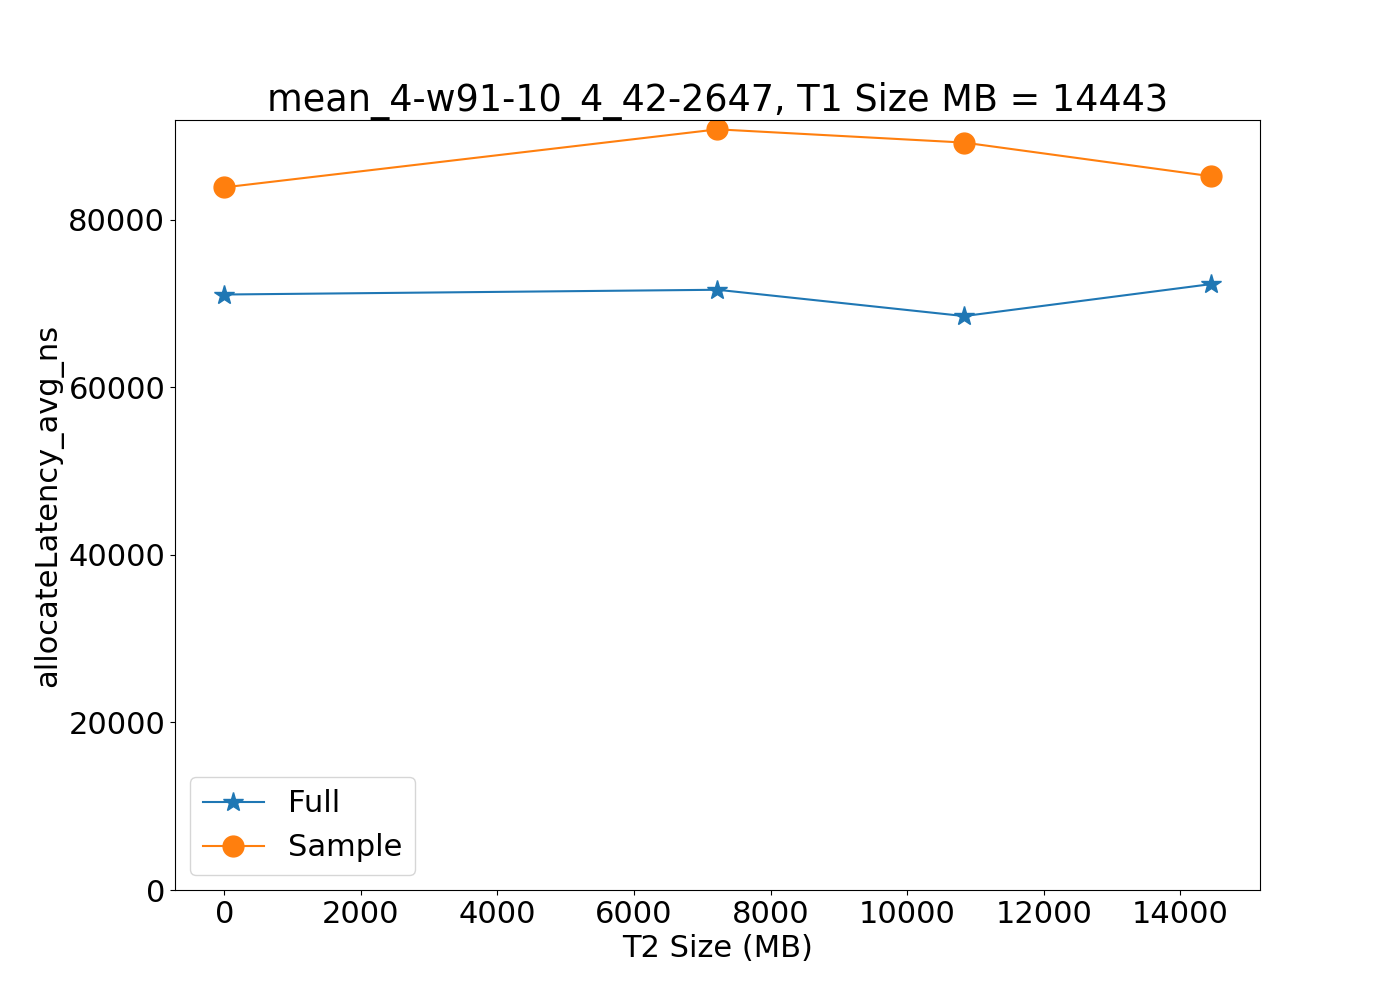 mean_4-w91-10_4_42-2647, T1 Size MB = 14443
allocateLatency_avg_ns
80000
60000
40000
20000
0
Full
Sample
0 2000 4000 6000 8000 10000 12000 14000
T2 Size (MB)